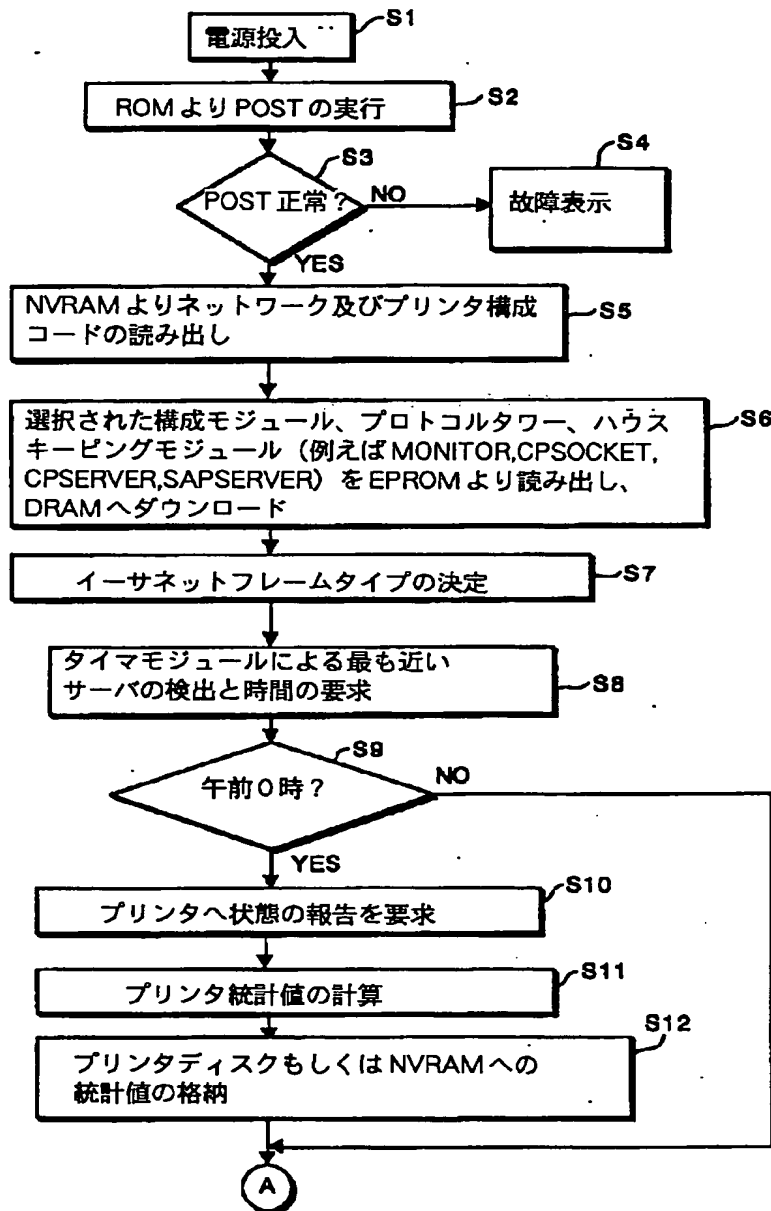 電源投入
S1
ROMよりPOSTの実行
S2
POST正常？
S3
NO
YES
故障表示
S4
NVRAMよりネットワーク及びプリンタ構成
コードの読み出し
S5
選択された構成モジュール、プロトコルタワー、ハウス
キーピングモジュール（例えばMONITOR,CPSOCKET,
CPSERVER,SAPSERVER）をEPROMより読み出し、
DRAMへダウンロード
S6
イーサネットフレームタイプの決定
S7
タイマモジュールによる最も近い
サーバの検出と時間の要求
S8
午前０時？
S9
NO
YES
プリンタへ状態の報告を要求
S10
プリンタ統計値の計算
S11
プリンタディスクもしくはNVRAMへの
統計値の格納
S12
A